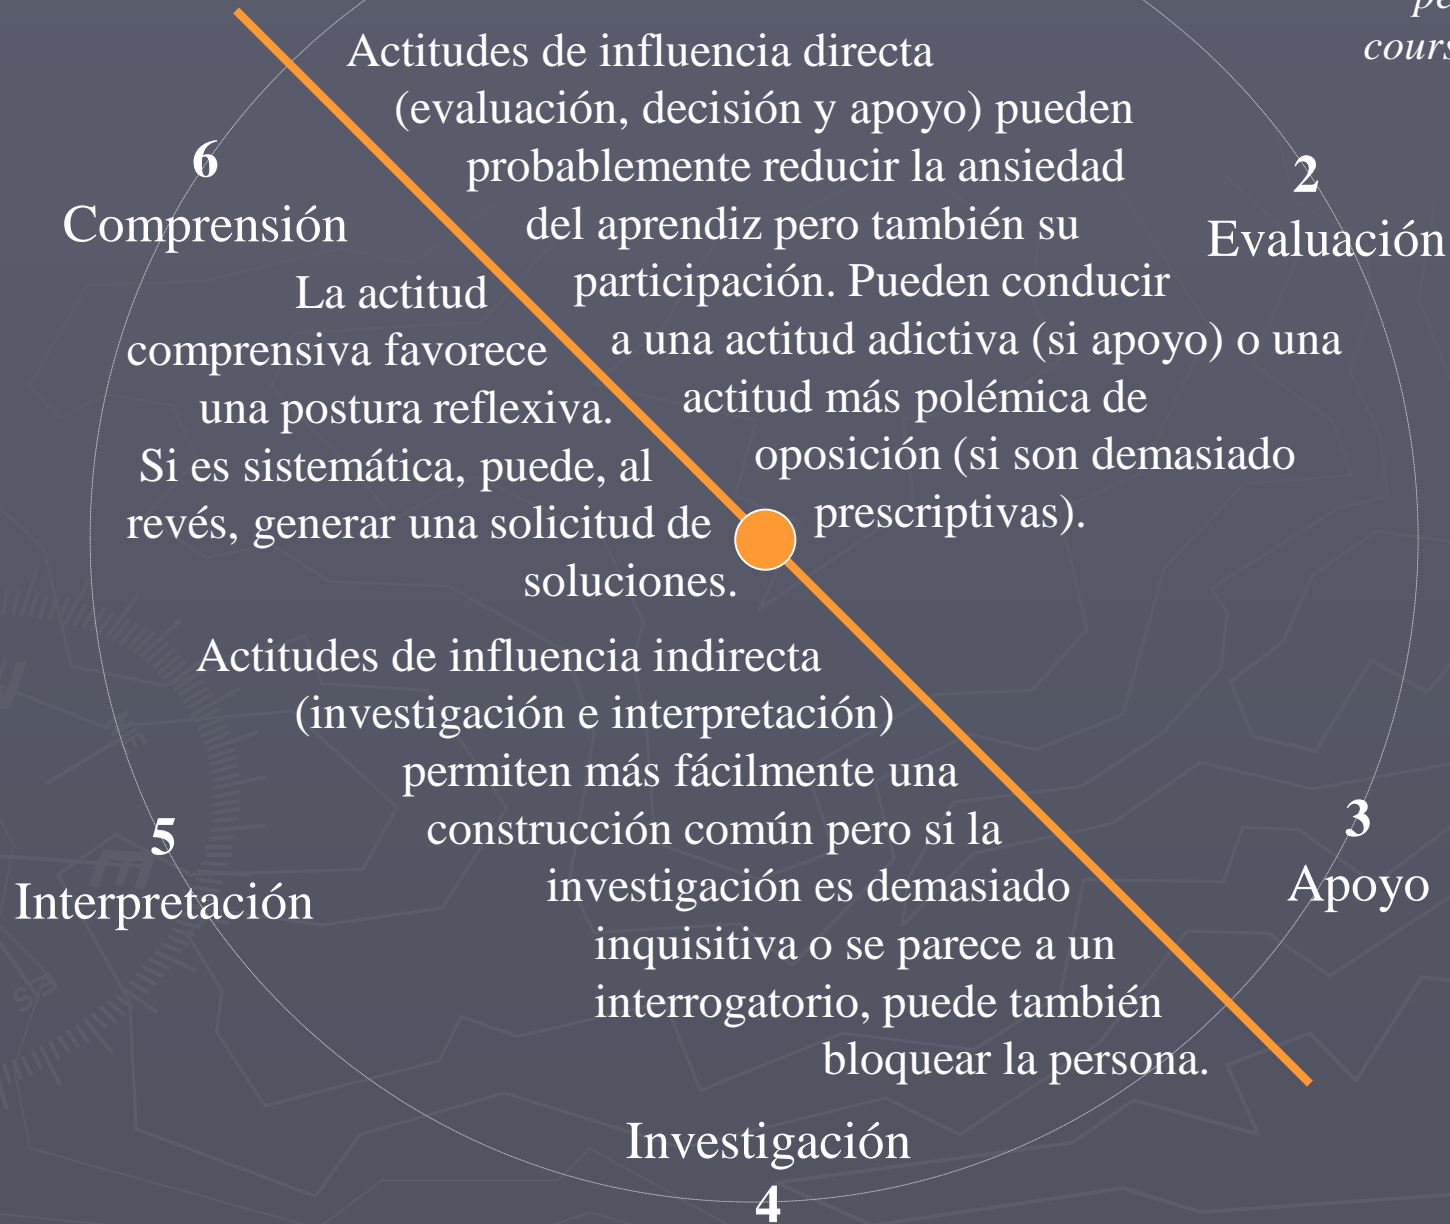 cours
Actitudes de influencia directa
(evaluación, decisión y apoyo) pueden
probablemente reducir la ansiedad
del aprendiz pero también su
participación. Pueden conducir
a una actitud adictiva (si apoyo) o una
actitud más polémica de
oposición (si son demasiado
prescriptivas).
2
Evaluación
6
Comprensión
La actitud
comprensiva favorece
una postura reflexiva.
Si es sistemática, puede, al
revés, generar una solicitud de
soluciones.
Actitudes de influencia indirecta
(investigación e interpretación)
permiten más fácilmente una
construcción común pero si la
investigación es demasiado
inquisitiva o se parece a un
interrogatorio, puede también
bloquear la persona.
3
Apoyo
5
Interpretación
Investigación
4